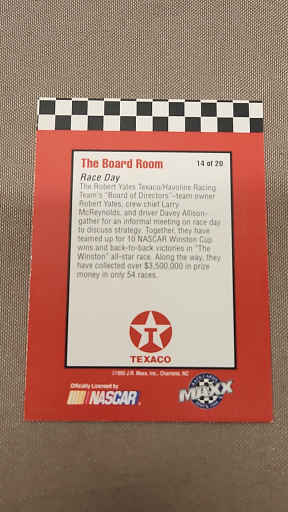 The Board Room 14 of 20
Race Day
The Robert Yates Texaco/Havoline Racing
Team's "Board of Directors"-team owner
Robert Yates, crew chief Larry
McReynolds, and driver Davey Allison-
gather for an informal meeting on race day
to discuss strategy. Together, they have
teamed up for 10 NASCAR Winston Cup
wins and back-to-back victories in "The
Winston" all-star race. Along the way, they
have collected over $3,500,000 in prize
money in only 54 races.
T
TEXACO
J.R. Maxx, Inc., Charlotte, NC
Officially Licensed by
NASCAR.
MAXX